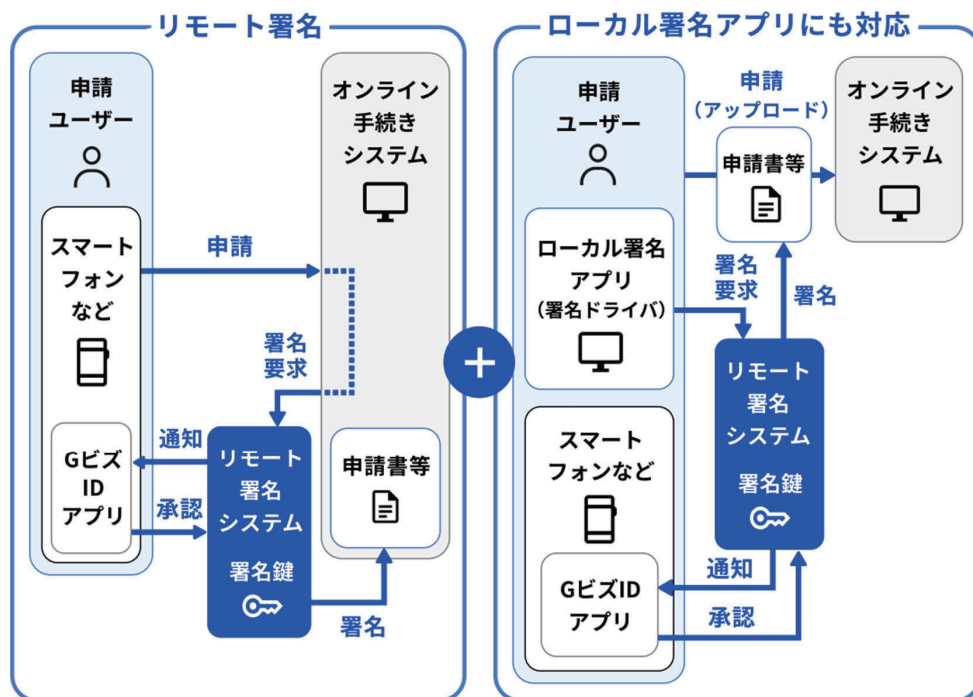 リモート署名
申請
ユーザー
オンライン
手続き
システム
スマート
フォン
など
申請
署名
要求
Gビズ
ID
アプリ
通知
承認
リモート
署名
システム
署名鍵
申請書等
署名
+
ローカル署名アプリにも対応
申請
ユーザー
申請
（アップロード）
申請書等
オンライン
手続き
システム
ローカル署名
アプリ
（署名ドライバ）
署名
要求
署名
リモート
署名
システム
署名鍵
スマート
フォンなど
GビズID
アプリ
通知
承認